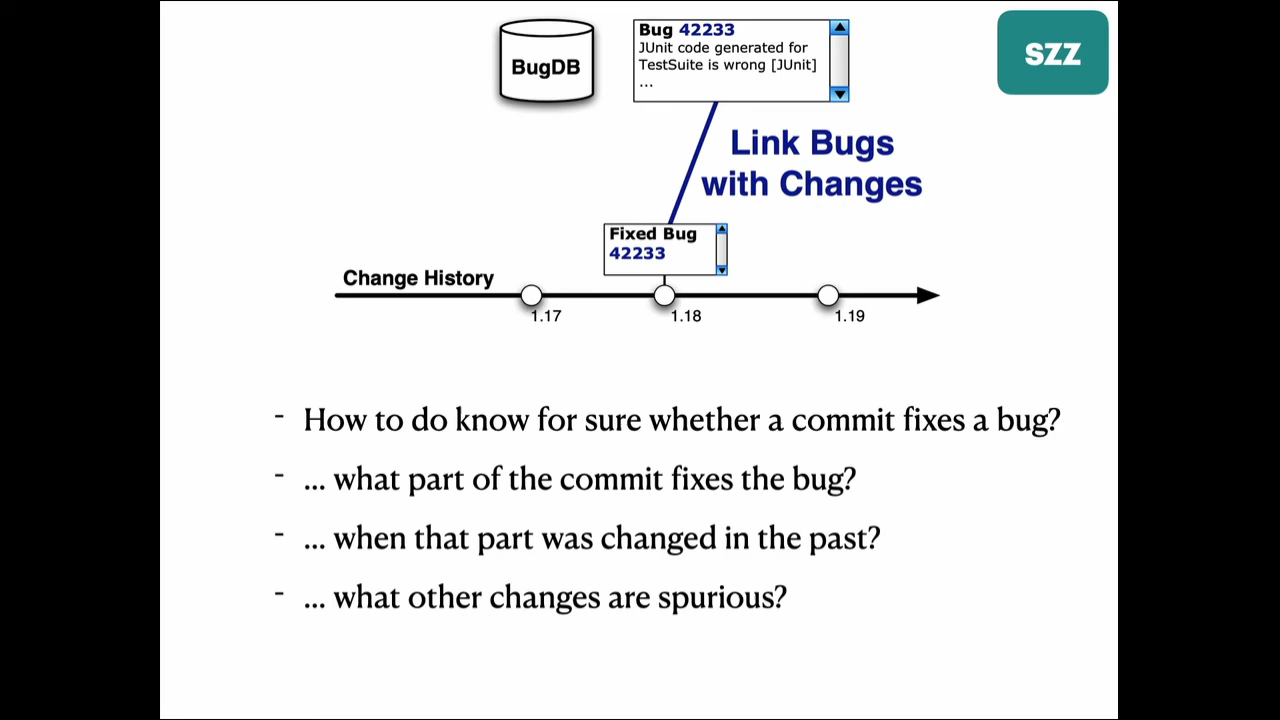 BugDB
Bug 42233
JUnit code generated for
TestSuite is wrong [JUnit]
...
SZZ
Link Bugs
with Changes
Fixed Bug
42233
Change History
1.17
1.18
1.19
- How to do know for sure whether a commit fixes a bug?
- ... what part of the commit fixes the bug?
- ... when that part was changed in the past?
- ... what other changes are spurious?